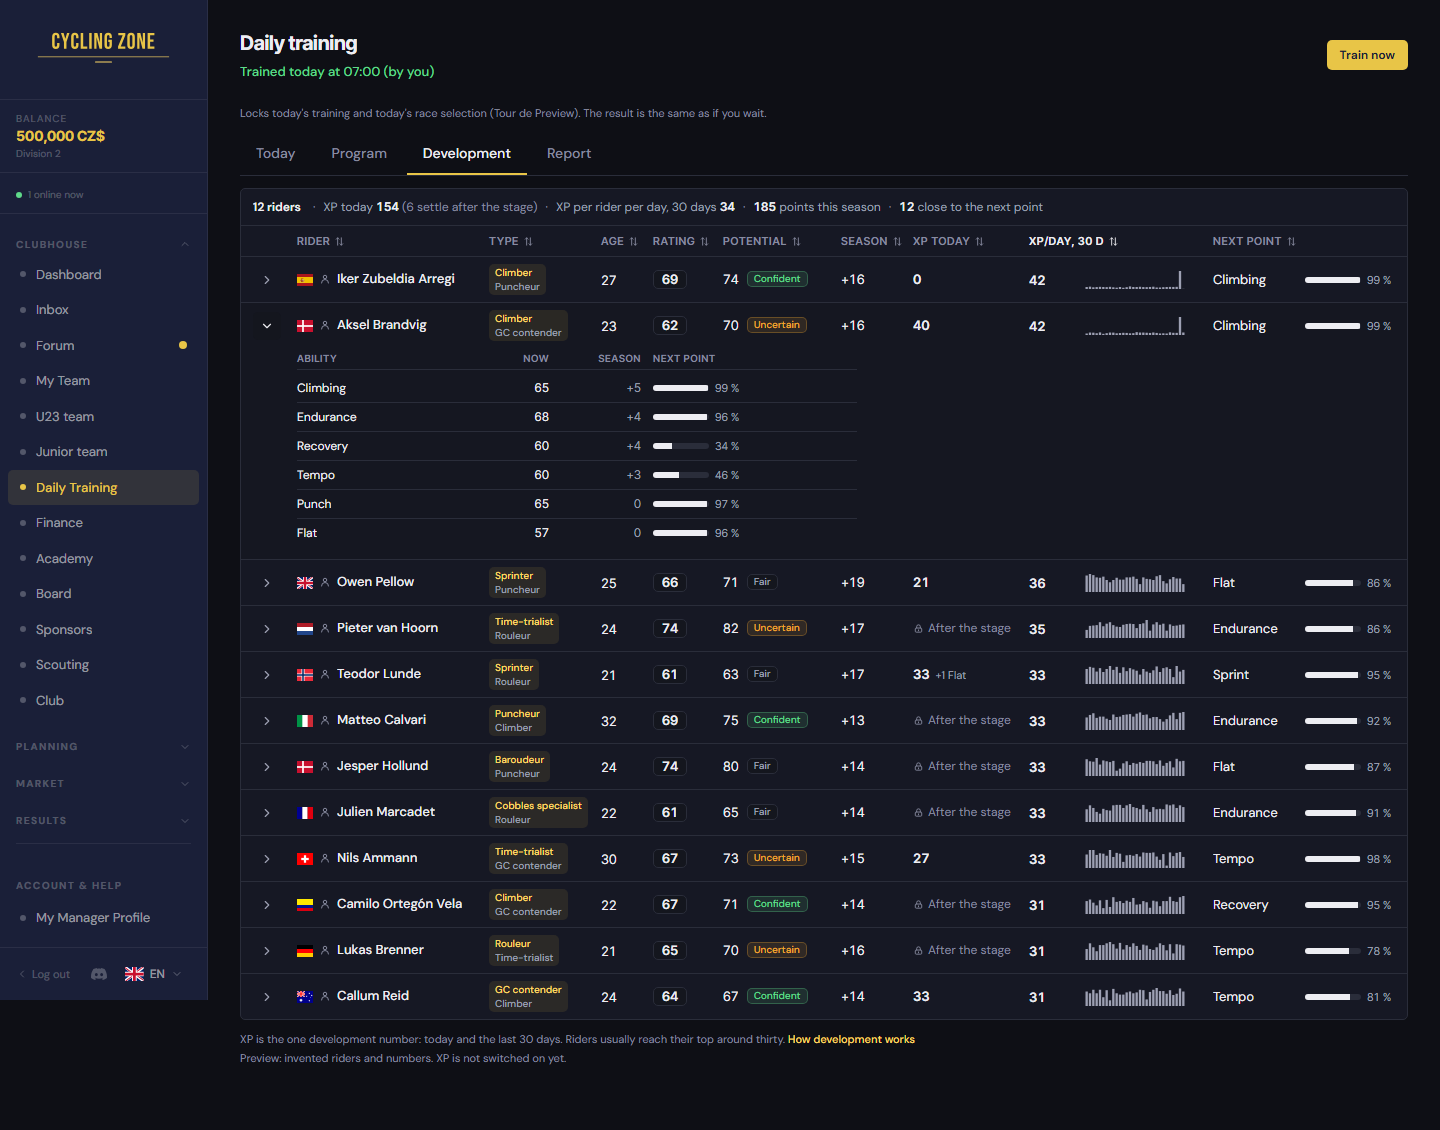 CYCLING ZONE
BALANCE
500,000 CZ$
Division 2
1 online now
CLUBHOUSE
Dashboard
Inbox
Forum
My Team
U23 team
Junior team
Daily Training
Finance
Academy
Board
Sponsors
Scouting
Club
PLANNING
MARKET
RESULTS
ACCOUNT & HELP
My Manager Profile
Log out EN
Daily training
Trained today at 07:00 (by you)
Train now
Locks today's training and today's race selection (Tour de Preview). The result is the same as if you wait.
Today Program Development Report
12 riders · XP today 154 (6 settle after the stage) · XP per rider per day, 30 days 34 · 185 points this season · 12 close to the next point
RIDER TYPE AGE RATING POTENTIAL SEASON XP TODAY XP/DAY, 30 D NEXT POINT
Iker Zubeldia Arregi Climber Puncheur 27 69 74 Confident +16 0 42 Climbing 99 %
Aksel Brandvig Climber GC contender 23 62 70 Uncertain +16 40 42 Climbing 99 %
ABILITY NOW SEASON NEXT POINT
Climbing 65 +5 99 %
Endurance 68 +4 96 %
Recovery 60 +4 34 %
Tempo 60 +3 46 %
Punch 65 0 97 %
Flat 57 0 96 %
Owen Pellow Sprinter Puncheur 25 66 71 Fair +19 21 36 Flat 86 %
Pieter van Hoorn Time-trialist Rouleur 24 74 82 Uncertain +17 After the stage 35 Endurance 86 %
Teodor Lunde Sprinter Rouleur 21 61 63 Fair +17 33 +1 Flat 33 Sprint 95 %
Matteo Calvari Puncheur Climber 32 69 75 Confident +13 After the stage 33 Endurance 92 %
Jesper Hollund Baroudeur Puncheur 24 74 80 Fair +14 After the stage 33 Flat 87 %
Julien Marcadet Cobbles specialist Rouleur 22 61 65 Fair +14 After the stage 33 Endurance 91 %
Nils Ammann Time-trialist GC contender 30 67 73 Uncertain +15 27 33 Tempo 98 %
Camilo Ortegón Vela Climber GC contender 22 67 71 Confident +14 After the stage 31 Recovery 95 %
Lukas Brenner Rouleur Time-trialist 21 65 70 Uncertain +16 After the stage 31 Tempo 78 %
Callum Reid GC contender Climber 24 64 67 Confident +14 33 31 Tempo 81 %
XP is the one development number: today and the last 30 days. Riders usually reach their top around thirty. How development works
Preview: invented riders and numbers. XP is not switched on yet.